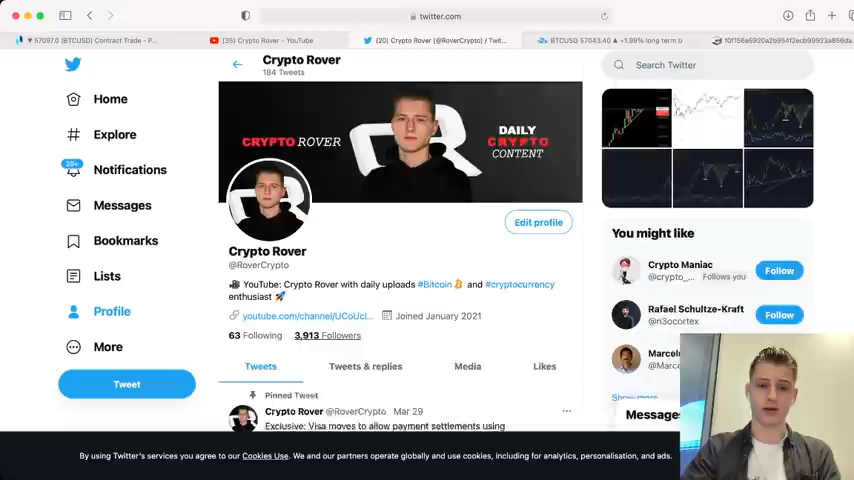 twitter.com
▼ 57097.0 (BTCUSD) Contract Trade - P...
(35) Crypto Rover - YouTube
(20) Crypto Rover (@RoverCrypto) / Twit...
BTCUSD 57043.40 ▲ +1.99% long term b
Crypto Rover
184 Tweets
Search Twitter
Home
Explore
20+
Notifications
Messages
Bookmarks
Lists
Profile
More
Tweet
CRYPTO ROVER
DAILY
CRYPTO
CONTENT
Edit profile
Crypto Rover
@RoverCrypto
YouTube: Crypto Rover with daily uploads #Bitcoin and #cryptocurrency
enthusiast
youtube.com/channel/UCoUcl... Joined January 2021
63 Following 3,913 Followers
Tweets Tweets & replies Media Likes
Pinned Tweet
Crypto Rover @RoverCrypto Mar 29
Exclusive: Visa moves to allow payment settlements using
You might like
Crypto Maniac
@crypto_... Follows you
Follow
Rafael Schultze-Kraft
@n3ocortex
Follow
Marcel
@Marce
Show more
Messages
By using Twitter's services you agree to our Cookies Use. We and our partners operate globally and use cookies, including for analytics, personalisation, and ads.